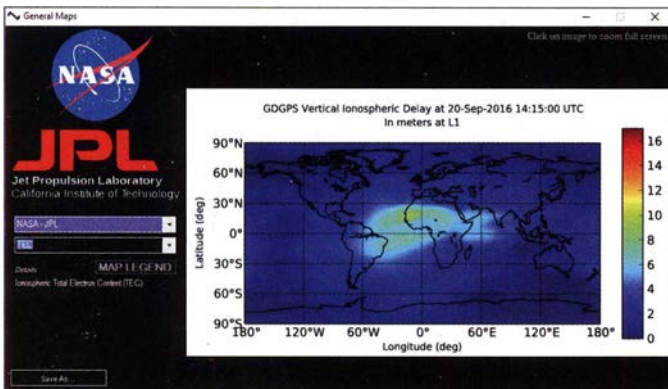 General Maps
Click on image to zoom full screen
NASA
JPL
Jet Propulsion Laboratory
California Institute of Technology
NASA - JPL
TEC
Details
MAP LEGEND
Ionospheric Total Electron Content (TEC)
Save As...
GDGPS Vertical Ionospheric Delay at 20-Sep-2016 14:15:00 UTC
In meters at L1
Latitude (deg)
90°N
60°N
30°N
0°
30°S
60°S
90°S
180° 120°W 60°W 0° 60°E 120°E 180°
Longitude (deg)
16
14
12
10
8
6
4
2
0